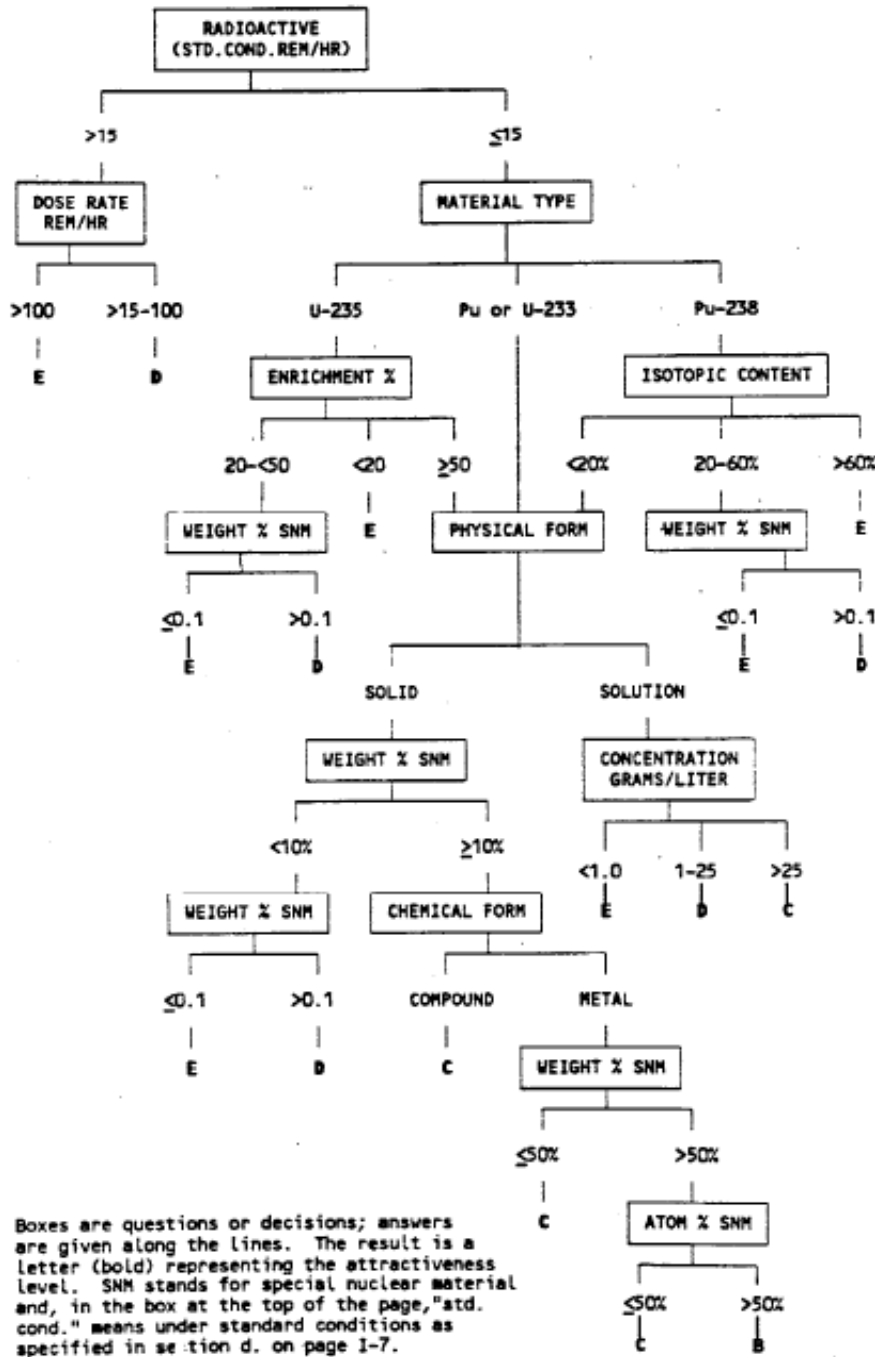 RADIOACTIVE
(STD.COND.REM/HR)
>15
≤15
DOSE RATE
REM/HR
MATERIAL TYPE
>100
>15-100
U-235
Pu or U-233
Pu-238
E
D
ENRICHMENT %
ISOTOPIC CONTENT
20-<50
<20
≥50
<20%
20-60%
>60%
WEIGHT % SNM
E
PHYSICAL FORM
WEIGHT % SNM
E
≤0.1
>0.1
≤0.1
>0.1
E
D
E
D
SOLID
SOLUTION
WEIGHT % SNM
CONCENTRATION
GRAMS/LITER
<10%
≥10%
<1.0
1-25
>25
WEIGHT % SNM
CHEMICAL FORM
E
D
C
≤0.1
>0.1
COMPOUND
METAL
E
D
C
WEIGHT % SNM
≤50%
>50%
C
ATOM % SNM
≤50%
>50%
C
B
Boxes are questions or decisions; answers
are given along the lines. The result is a
letter (bold) representing the attractiveness
level. SNM stands for special nuclear material
and, in the box at the top of the page,"std.
cond." means under standard conditions as
specified in section d. on page I-7.